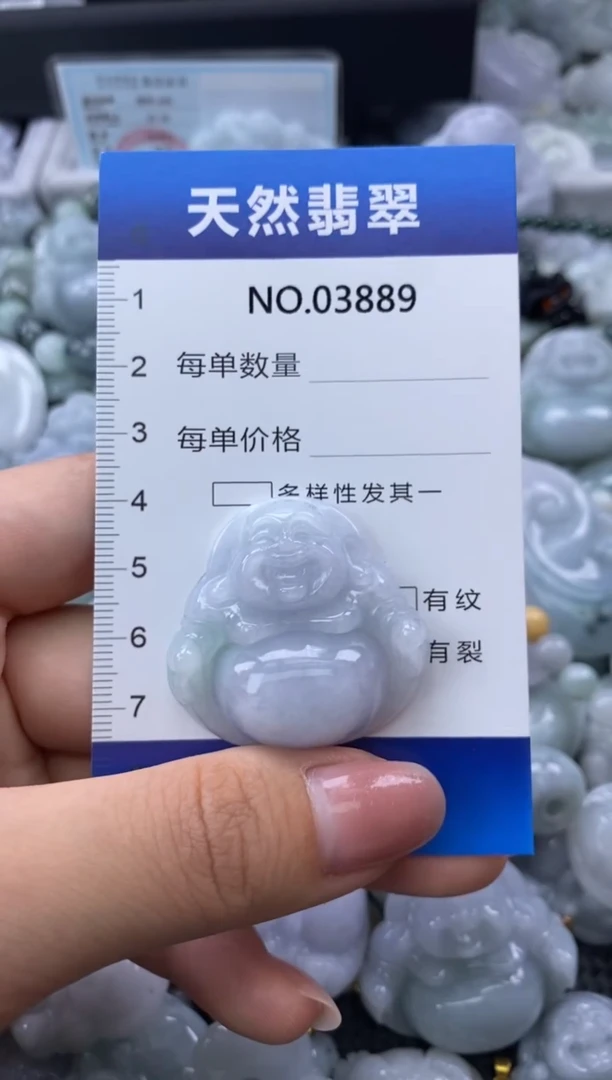 天然翡翠
NO.03889
1
2 每单数量
3 每单价格
4 多样性发其一
5
有纹
6 有裂
7